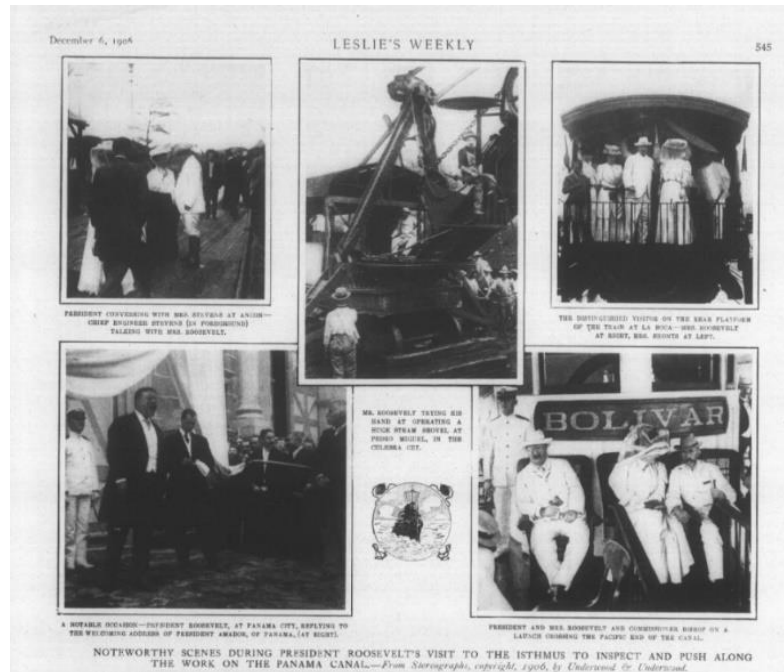 December 6, 1906
LESLIE'S WEEKLY
545
PRESIDENT CONVERSING WITH MRS. STEVENS AT ANCON—
CHIEF ENGINEER STEVENS (IN FOREGROUND)
TALKING WITH MRS. ROOSEVELT.
THE DISTINGUISHED VISITOR ON THE REAR PLATFORM
OF THE TRAIN AT LA BOCA—MRS. ROOSEVELT
AT RIGHT, MRS. SHONTS AT LEFT.
MR. ROOSEVELT TRYING HIS
HAND AT OPERATING A
HUGE STEAM SHOVEL AT
PEDRO MIGUEL, IN THE
CULEBRA CUT.
BOLIVAR
A NOTABLE OCCASION—PRESIDENT ROOSEVELT, AT PANAMA CITY, REPLYING TO
THE WELCOMING ADDRESS OF PRESIDENT AMADOR, OF PANAMA, (AT RIGHT).
PRESIDENT AND MRS. ROOSEVELT AND COMMISSIONER BISHOP ON A
LAUNCH CROSSING THE PACIFIC END OF THE CANAL.
NOTEWORTHY SCENES DURING PRESIDENT ROOSEVELT'S VISIT TO THE ISTHMUS TO INSPECT AND PUSH ALONG
THE WORK ON THE PANAMA CANAL.—From Stereographs, copyright, 1906, by Underwood & Underwood.